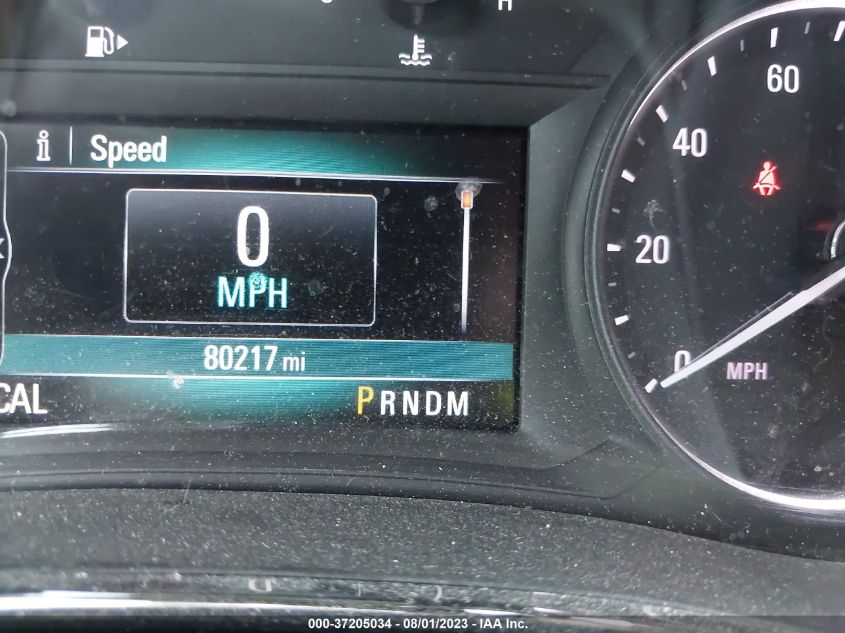 H
Speed
0
MPH
80217 mi
CAL
PRNDM
60
40
20
0
MPH
000-37205034 - 08/01/2023 - IAA Inc.